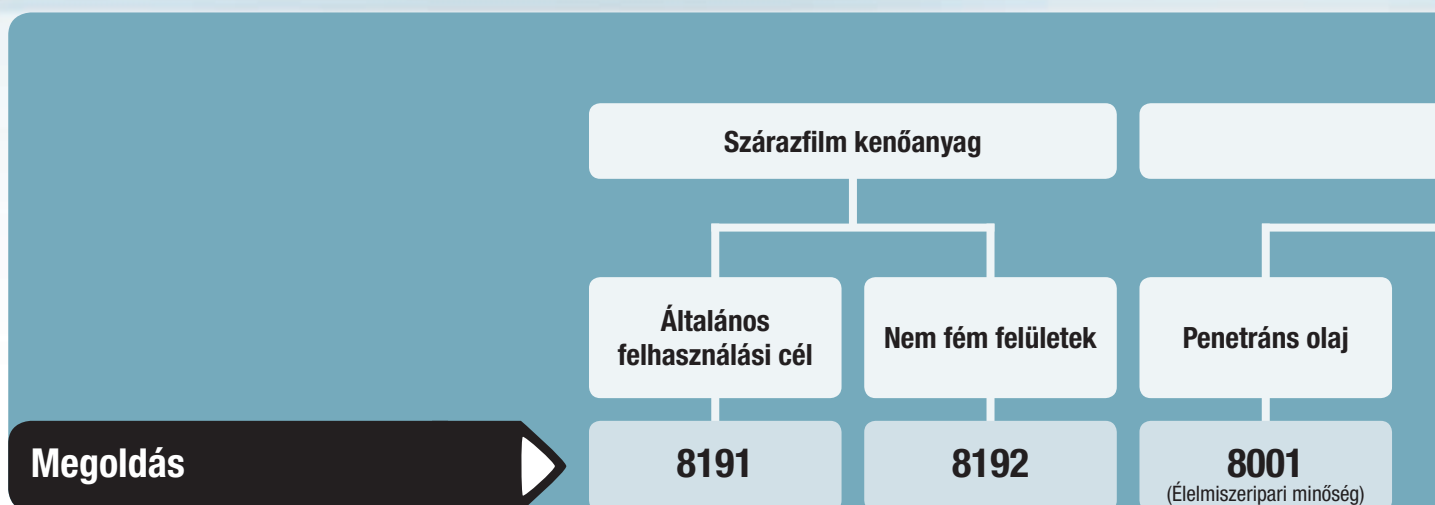 Szárazfilm kenőanyag
Általános
felhasználási cél
Nem fém felületek
Penetráns olaj
Megoldás
8191
8192
8001
(Élelmiszeripari minőség)